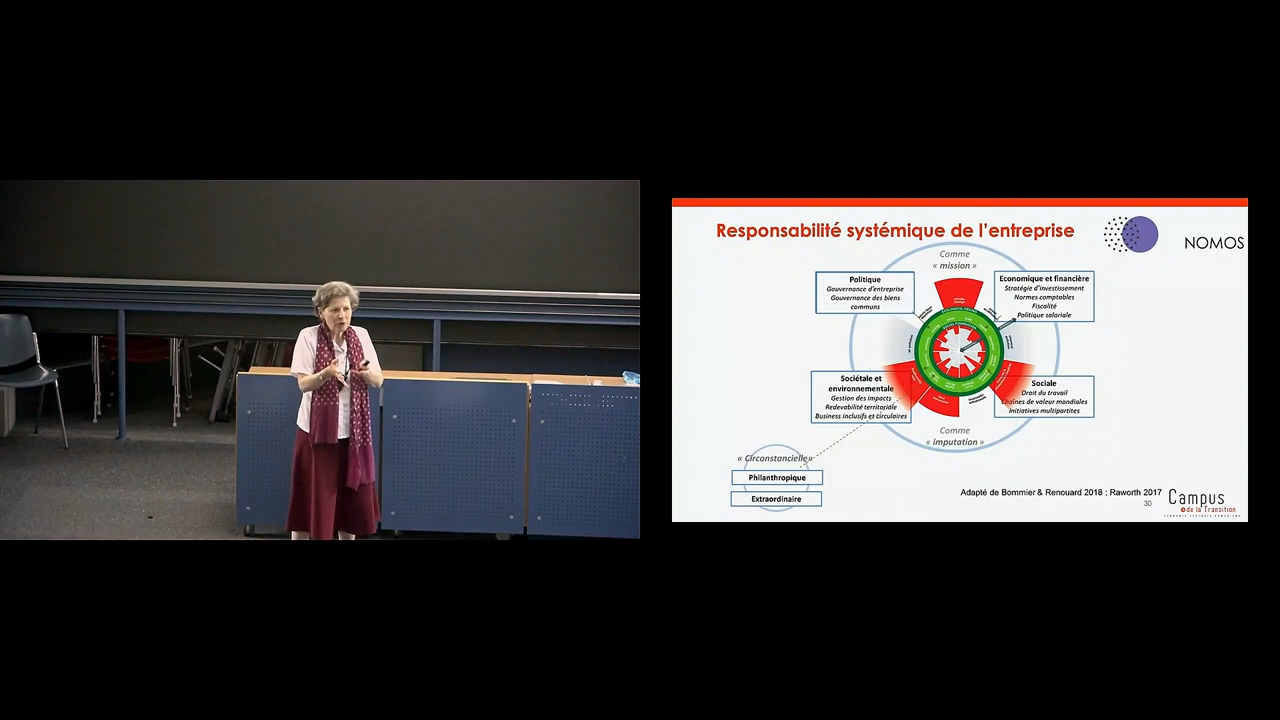 Responsabilité systémique de l'entreprise
NOMOS
Comme
« mission »
Politique
Gouvernance d'entreprise
Gouvernance des biens
communs
Economique et financière
Stratégie d'investissement
Normes comptables
Fiscalité
Politique salariale
Sociétale et
environnementale
Gestion des impacts
Redevabilité territoriale
Business inclusifs et circulaires
Sociale
Droit du travail
Chaînes de valeur mondiales
Initiatives multipartites
Comme
« imputation »
« Circonstancielle»
Philanthropique
Extraordinaire
Adapté de Bommier & Renouard 2018 ; Raworth 2017
30
Campus
de la Transition